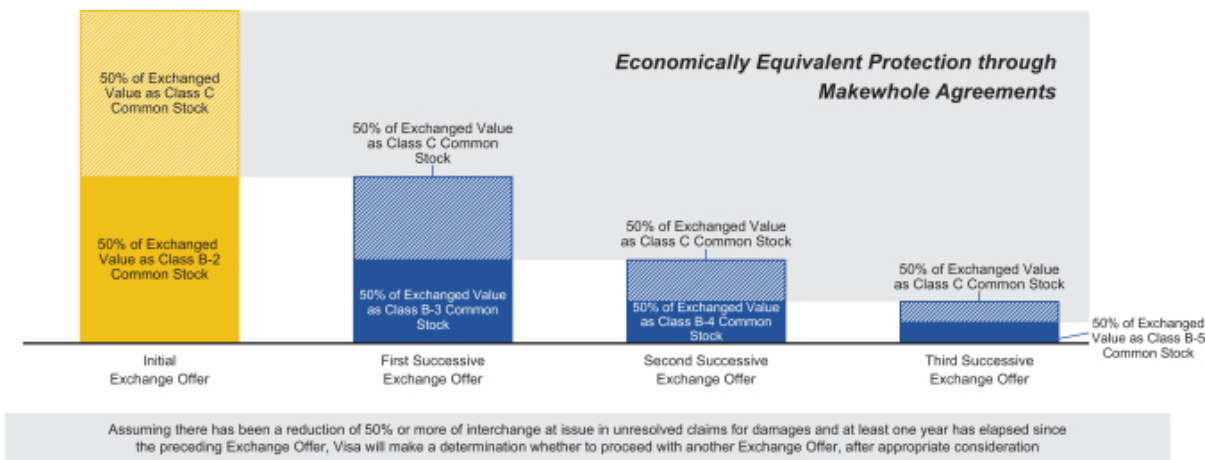 Economically Equivalent Protection through
Makewhole Agreements
50% of Exchanged
Value as Class C
Common Stock
50% of Exchanged
Value as Class B-2
Common Stock
50% of Exchanged Value
as Class C Common
Stock
50% of Exchanged Value
as Class B-3 Common
Stock
50% of Exchanged Value
as Class C Common Stock
50% of Exchanged Value
as Class B-4 Common
Stock
50% of Exchanged Value
as Class C Common Stock
50% of Exchanged
Value as Class B-5
Common Stock
Initial
Exchange Offer
First Successive
Exchange Offer
Second Successive
Exchange Offer
Third Successive
Exchange Offer
Assuming there has been a reduction of 50% or more of interchange at issue in unresolved claims for damages and at least one year has elapsed since
the preceding Exchange Offer, Visa will make a determination whether to proceed with another Exchange Offer, after appropriate consideration